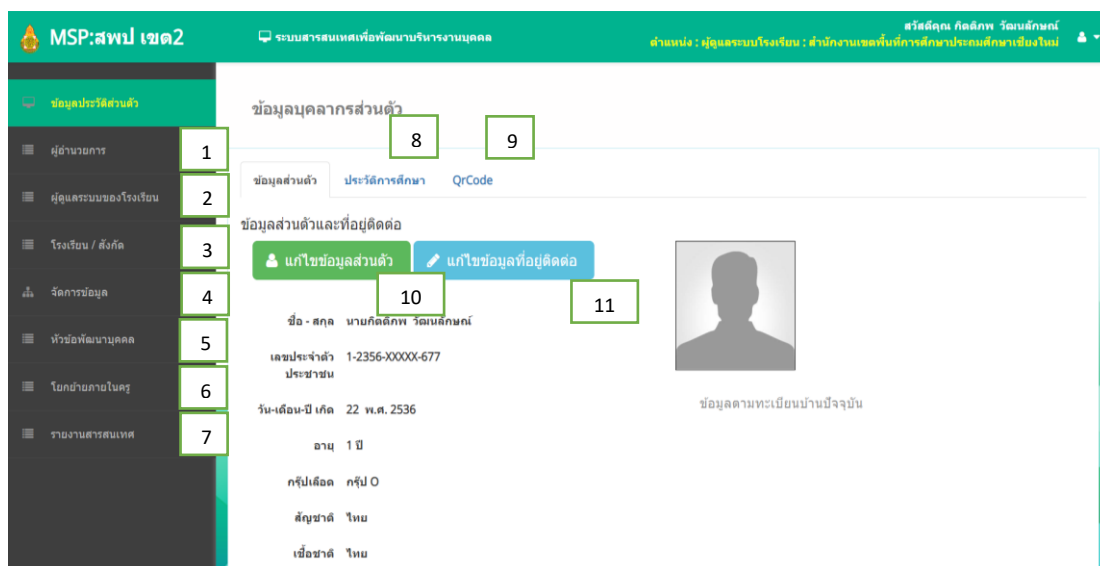 MSP:สพป เขต2
ระบบสารสนเทศเพื่อพัฒนาบริหารงานบุคคล
สวัสดีคุณ กิตติภพ วัฒนลักษณ์
ตำแหน่ง : ผู้ดูแลระบบโรงเรียน : สำนักงานเขตพื้นที่การศึกษาประถมศึกษาเชียงใหม่
ข้อมูลประวัติส่วนตัว
ผู้อำนวยการ 1
ผู้ดูแลระบบของโรงเรียน 2
โรงเรียน / สังกัด 3
จัดการข้อมูล 4
หัวข้อพัฒนาบุคคล 5
โยกย้ายภายในครู 6
รายงานสารสนเทศ 7
ข้อมูลบุคลากรส่วนตัว
8 9
ข้อมูลส่วนตัว ประวัติการศึกษา QrCode
ข้อมูลส่วนตัวและที่อยู่ติดต่อ
แก้ไขข้อมูลส่วนตัว แก้ไขข้อมูลที่อยู่ติดต่อ
10 11
ชื่อ - สกุล นายกิตติภพ วัฒนลักษณ์
เลขประจำตัว 1-2356-XXXXX-677
ประชาชน
วัน-เดือน-ปี เกิด 22 พ.ศ. 2536
อายุ 1 ปี
กรุ๊ปเลือด กรุ๊ป O
สัญชาติ ไทย
เชื้อชาติ ไทย
ข้อมูลตามทะเบียนบ้านปัจจุบัน